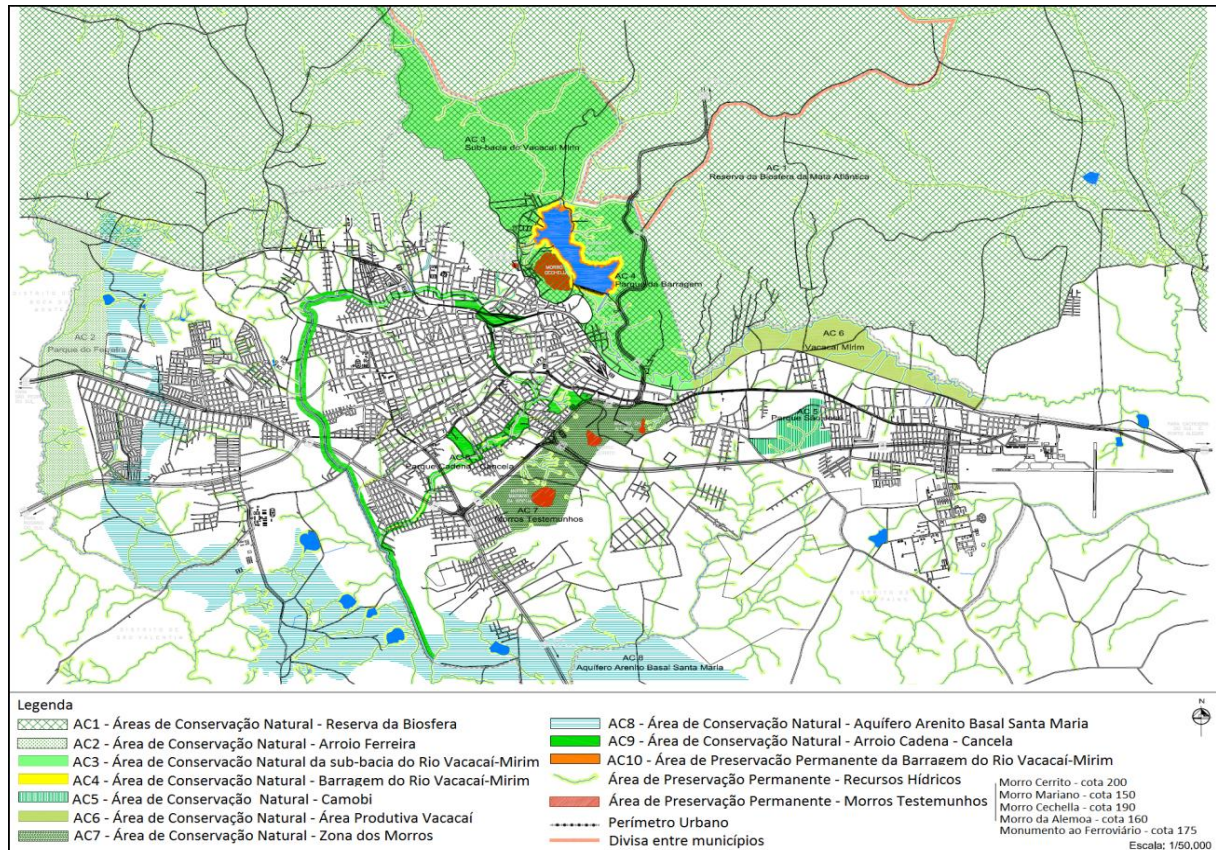 AC 3
Sub-bacia do Vacacaí Mirin
AC 1
Reserva da Biosfera da Mata Atlântica
AC 4
Parque da Barragem
AC 2
Parque do Ferreira
AC 6
Vacacaí Mirim
Parque Cadena - Cancela
AC 7
Morros Testemunhos
AC 8
Aquífero Arenito Basal Santa Maria
Legenda
AC1 - Áreas de Conservação Natural - Reserva da Biosfera
AC2 - Área de Conservação Natural - Arroio Ferreira
AC3 - Área de Conservação Natural da sub-bacia do Rio Vacacaí-Mirim
AC4 - Área de Conservação Natural - Barragem do Rio Vacacaí-Mirim
AC5 - Área de Conservação Natural - Camobi
AC6 - Área de Conservação Natural - Área Produtiva Vacacaí
AC7 - Área de Conservação Natural - Zona dos Morros
AC8 - Área de Conservação Natural - Aquífero Arenito Basal Santa Maria
AC9 - Área de Conservação Natural - Arroio Cadena - Cancela
AC10 - Área de Preservação Permanente da Barragem do Rio Vacacaí-Mirim
Área de Preservação Permanente - Recursos Hídricos
Área de Preservação Permanente - Morros Testemunhos
Perímetro Urbano
Divisa entre municípios
Morro Cerrito - cota 200
Morro Mariano - cota 150
Morro Cechella - cota 190
Morro da Alemoa - cota 160
Monumento ao Ferroviário - cota 175
N
Escala; 1/50,000